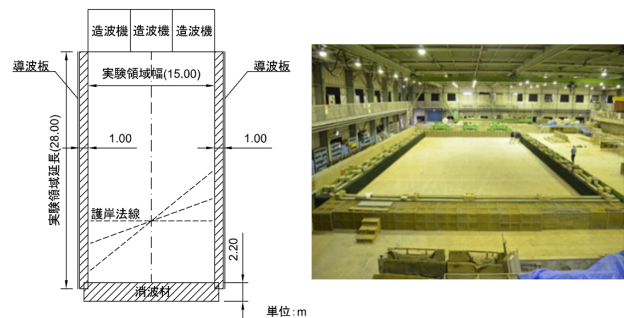 造波機 造波機 造波機
導波板
導波板
実験領域幅(15.00)
1.00
1.00
実験領域延長(28.00)
護岸法線
2.20
消波材
単位:m